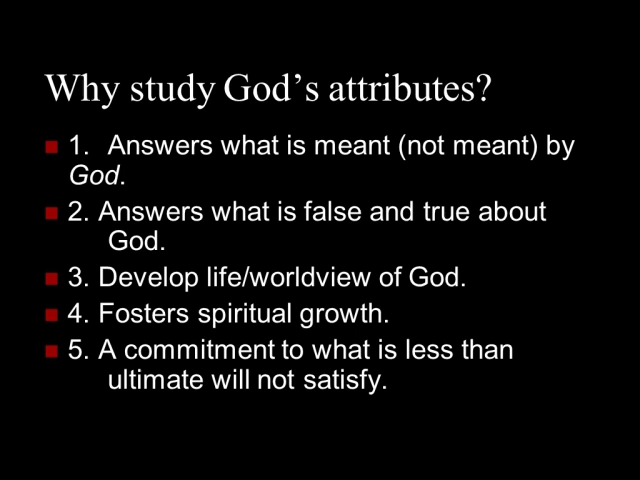 Why study God’s attributes?
1. Answers what is meant (not meant) by
God.
2. Answers what is false and true about
God.
3. Develop life/worldview of God.
4. Fosters spiritual growth.
5. A commitment to what is less than
ultimate will not satisfy.